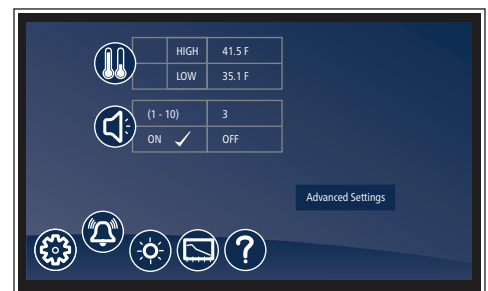 HIGH 41.5 F
LOW 35.1 F
(1 - 10) 3
ON ✓ OFF
Advanced Settings
?